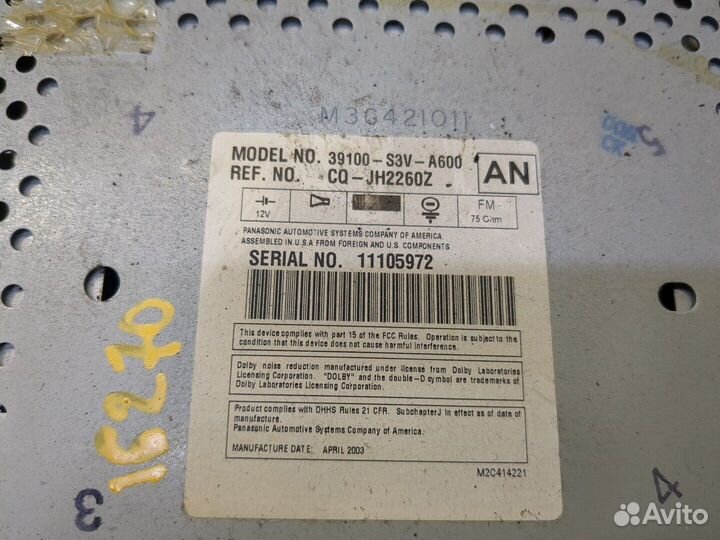 4
M3G421011
5
MODEL NO. 39100-S3V-A600
REF. NO. CQ-JH2260Z
AN
12V
FM
75 Ohm
PANASONIC AUTOMOTIVE SYSTEMS COMPANY OF AMERICA.
ASSEMBLED IN U.S.A FROM FOREIGN AND U.S. COMPONENTS
SERIAL NO. 11105972
This device complies with part 15 of the FCC Rules. Operation is subject to the
condition that this device does not cause harmful interference.
Dolby noise reduction manufactured under license from Dolby Laboratories
Licensing Corporation. "DOLBY" and the double-D symbol are trademarks of
Dolby Laboratories Licensing Corporation.
Product complies with DHHS Rules 21 CFR. SubchapterJ in effect as of date of
manufacture.
Panasonic Automotive Systems Company of America.
MANUFACTURE DATE: APRIL 2003
M2C414221
16270
3
4
Avito